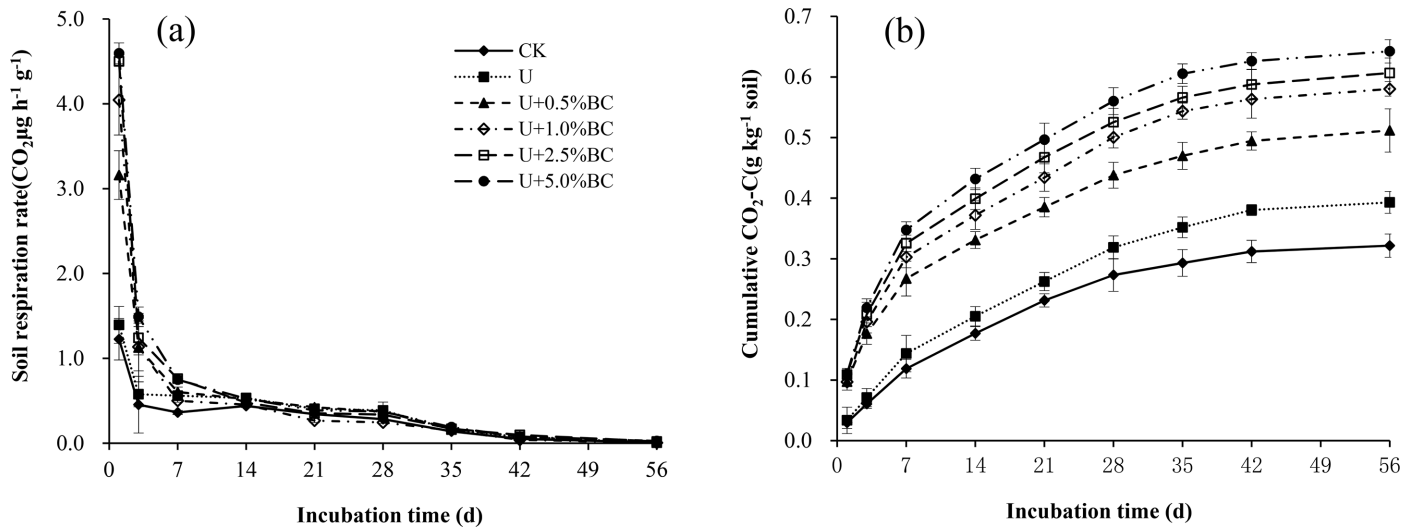 (a)
Soil respiration rate(CO₂μg h⁻¹ g⁻¹)
5.0
4.0
3.0
2.0
1.0
0.0
CK
U
U+0.5%BC
U+1.0%BC
U+2.5%BC
U+5.0%BC
0 7 14 21 28 35 42 49 56
Incubation time (d)
(b)
Cumulative CO₂-C(g kg⁻¹ soil)
0.7
0.6
0.5
0.4
0.3
0.2
0.1
0.0
0 7 14 21 28 35 42 49 56
Incubation time (d)